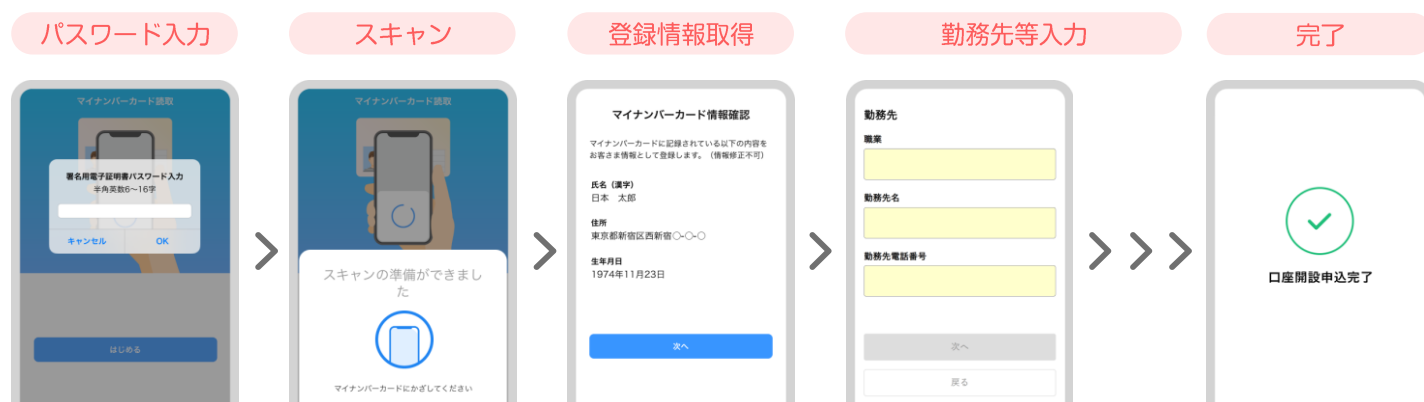 パスワード入力
スキャン
登録情報取得
勤務先等入力
完了
マイナンバーカード読取
署名用電子証明書パスワード入力
半角英数6〜16字
キャンセル
OK
はじめる
マイナンバーカード読取
スキャンの準備ができまし
た
マイナンバーカードにかざしてください
マイナンバーカード情報確認
マイナンバーカードに記録されている以下の内容を
お客さま情報として登録します。（情報修正不可）
氏名（漢字）
日本　太郎
住所
東京都新宿区西新宿〇-〇-〇
生年月日
1974年11月23日
次へ
勤務先
職業
勤務先名
勤務先電話番号
次へ
戻る
口座開設申込完了